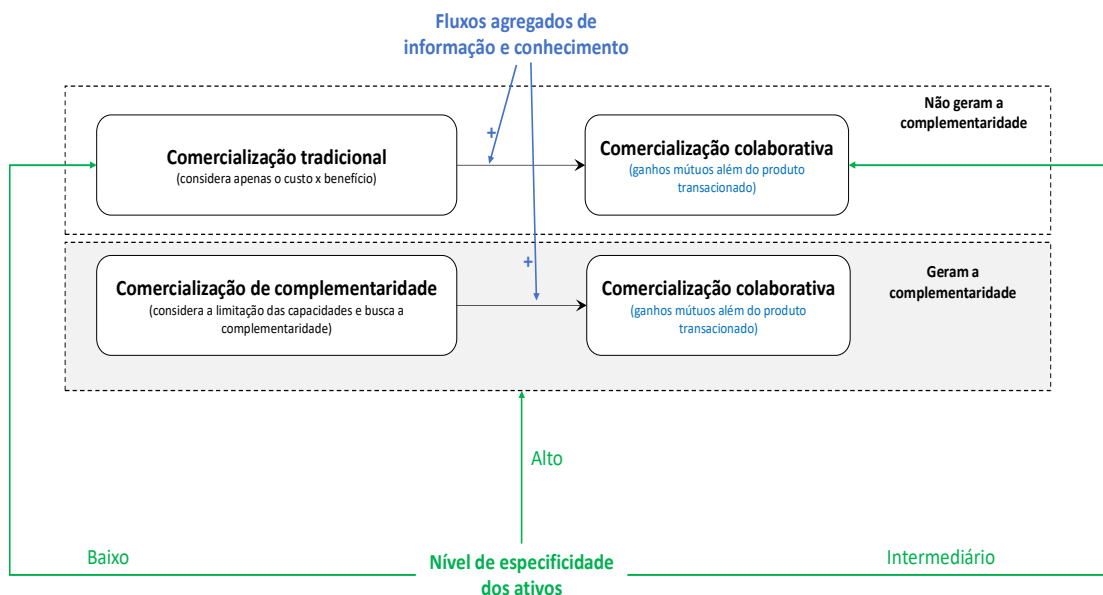 Fluxos agregados de
informação e conhecimento
Não geram a
complementaridade
+
Comercialização tradicional
(considera apenas o custo x benefício)
Comercialização colaborativa
(ganhos mútuos além do produto
transacionado)
+
Geram a
complementaridade
Comercialização de complementaridade
(considera a limitação das capacidades e busca a
complementaridade)
Comercialização colaborativa
(ganhos mútuos além do produto
transacionado)
Alto
Baixo
Nível de especificidade
dos ativos
Intermediário